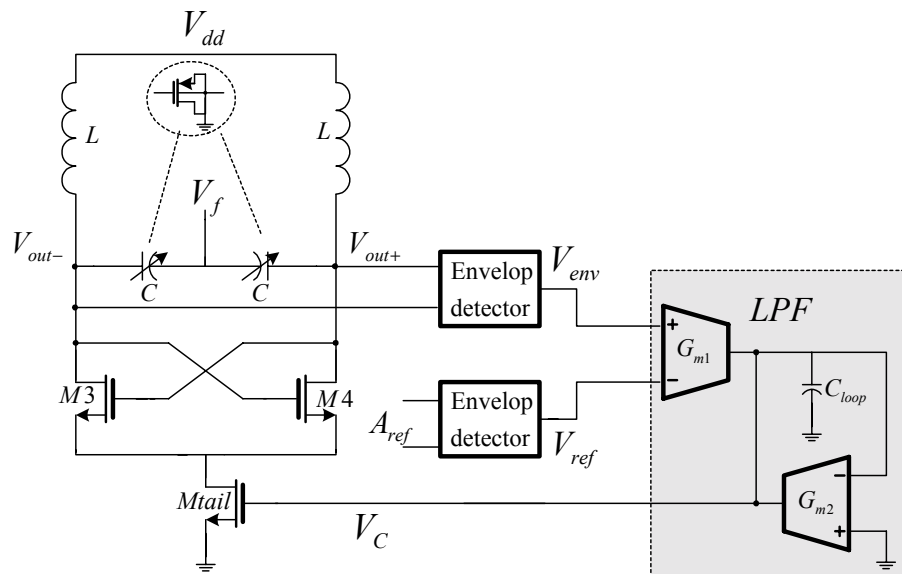 V_dd
L
L
V_f
V_out-
V_out+
C
C
Envelop
detector
V_env
LPF
+
G_m1
−
C_loop
M3
M4
A_ref
Envelop
detector
V_ref
−
G_m2
+
Mtail
V_C